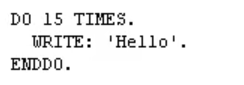 DO 15 TIMES.
  WRITE: 'Hello'.
ENDDO.